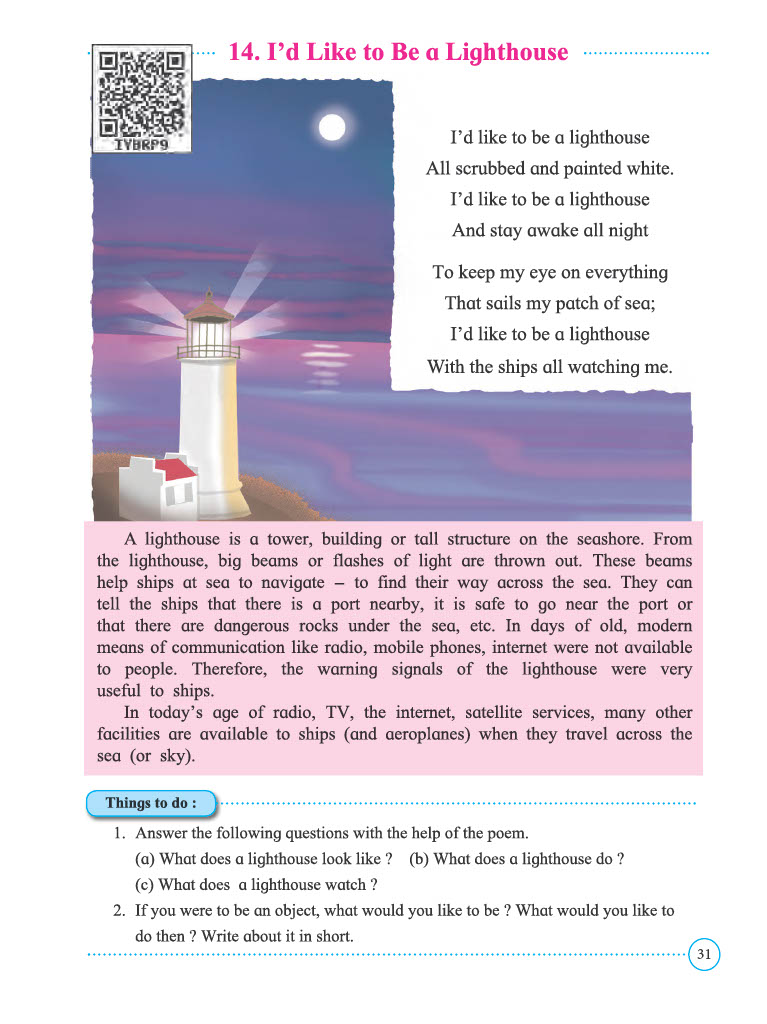 14. I’d Like to Be a Lighthouse
IYBRP9
I’d like to be a lighthouse
All scrubbed and painted white.
I’d like to be a lighthouse
And stay awake all night
To keep my eye on everything
That sails my patch of sea;
I’d like to be a lighthouse
With the ships all watching me.
A lighthouse is a tower, building or tall structure on the seashore. From
the lighthouse, big beams or flashes of light are thrown out. These beams
help ships at sea to navigate – to find their way across the sea. They can
tell the ships that there is a port nearby, it is safe to go near the port or
that there are dangerous rocks under the sea, etc. In days of old, modern
means of communication like radio, mobile phones, internet were not available
to people. Therefore, the warning signals of the lighthouse were very
useful to ships.
In today’s age of radio, TV, the internet, satellite services, many other
facilities are available to ships (and aeroplanes) when they travel across the
sea (or sky).
Things to do :
1. Answer the following questions with the help of the poem.
(a) What does a lighthouse look like ? (b) What does a lighthouse do ?
(c) What does a lighthouse watch ?
2. If you were to be an object, what would you like to be ? What would you like to
do then ? Write about it in short.
31